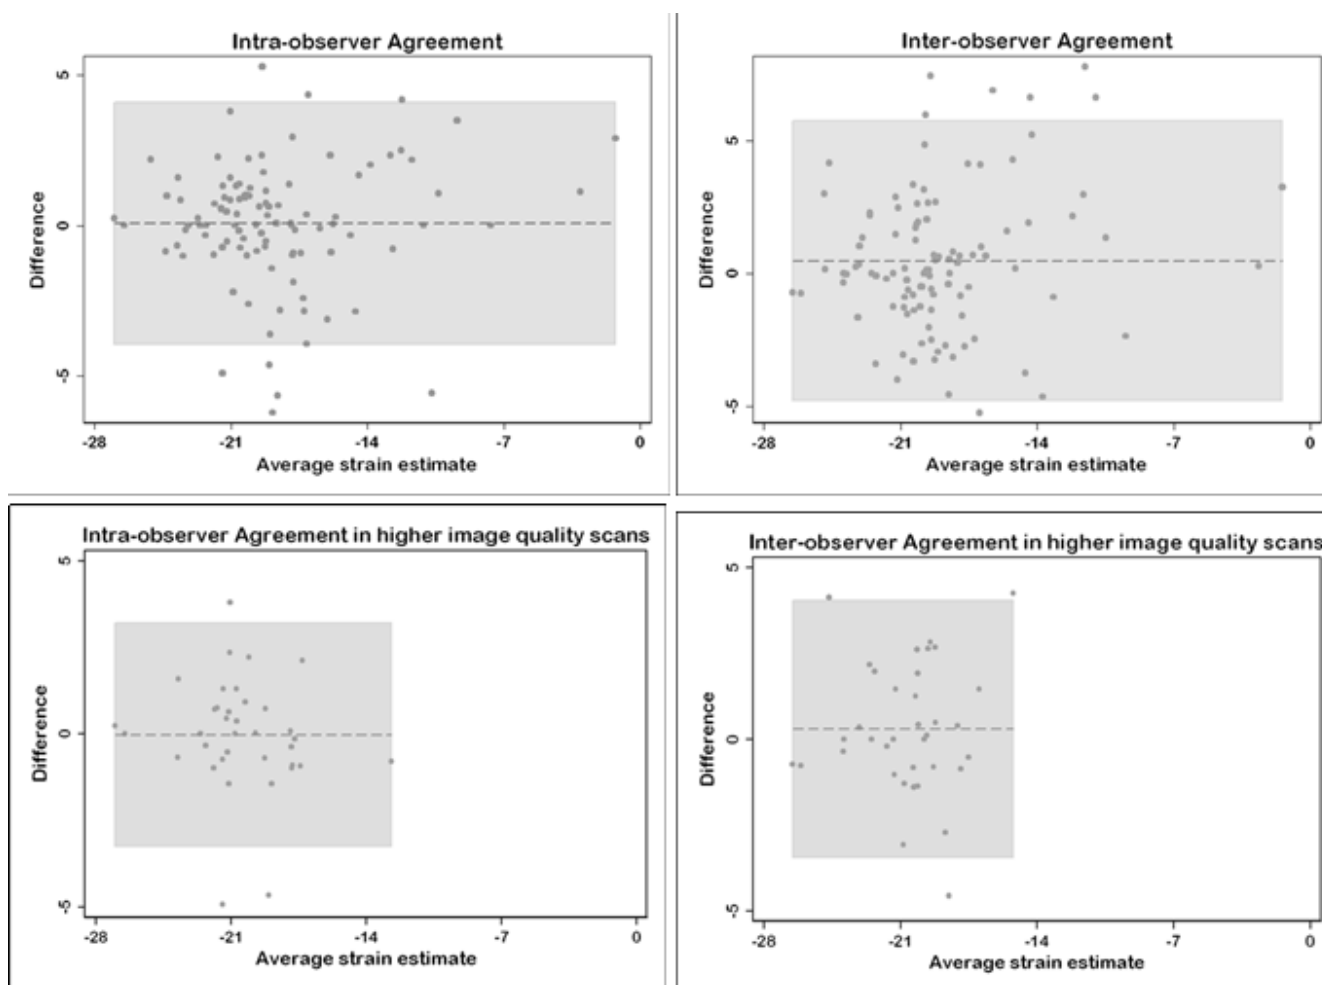 Intra-observer Agreement
5
0
-5
Difference
-28 -21 -14 -7 0
Average strain estimate
Inter-observer Agreement
5
0
-5
Difference
-28 -21 -14 -7 0
Average strain estimate
Intra-observer Agreement in higher image quality scans
5
0
-5
Difference
-28 -21 -14 -7 0
Average strain estimate
Inter-observer Agreement in higher image quality scans
5
0
-5
Difference
-28 -21 -14 -7 0
Average strain estimate